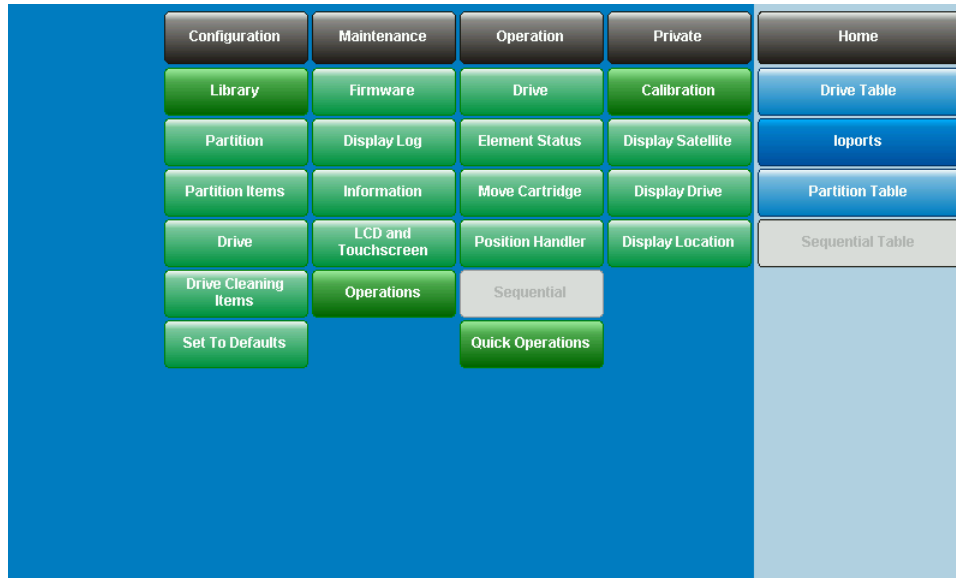 Configuration
Maintenance
Operation
Private
Home
Library
Firmware
Drive
Calibration
Drive Table
Partition
Display Log
Element Status
Display Satellite
Ioports
Partition Items
Information
Move Cartridge
Display Drive
Partition Table
Drive
LCD and
Touchscreen
Position Handler
Display Location
Sequential Table
Drive Cleaning
Items
Operations
Sequential
Set To Defaults
Quick Operations